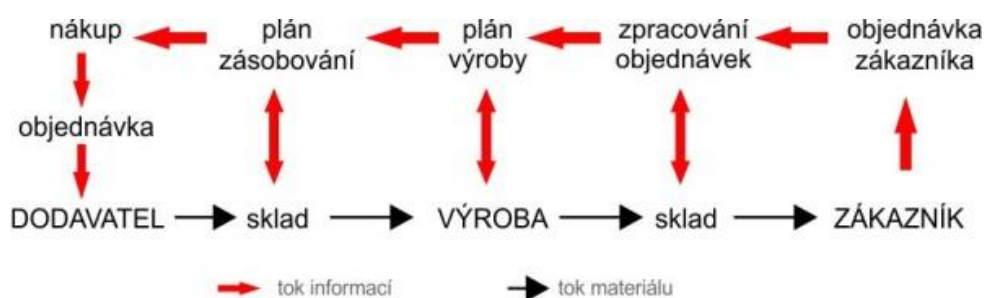 nákup
plán
zásobování
plán
výroby
zpracování
objednávek
objednávka
zákazníka
objednávka
DODAVATEL
sklad
VÝROBA
sklad
ZÁKAZNÍK
tok informací
tok materiálu